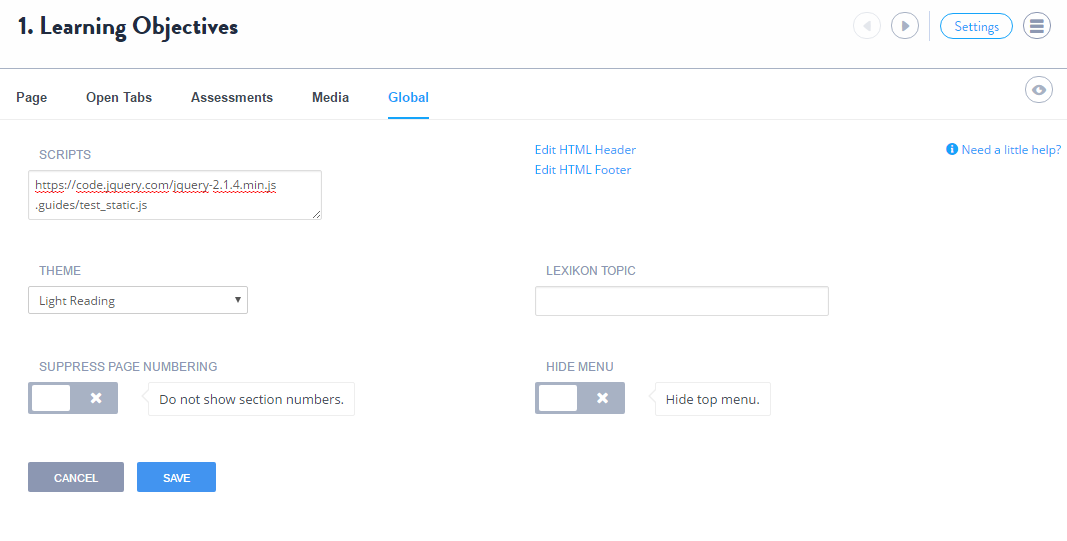 1. Learning Objectives
Settings
Page
Open Tabs
Assessments
Media
Global
SCRIPTS
https://code.jquery.com/jquery-2.1.4.min.js
.guides/test_static.js
Edit HTML Header
Edit HTML Footer
Need a little help?
THEME
Light Reading
LEXIKON TOPIC
SUPPRESS PAGE NUMBERING
Do not show section numbers.
HIDE MENU
Hide top menu.
CANCEL
SAVE